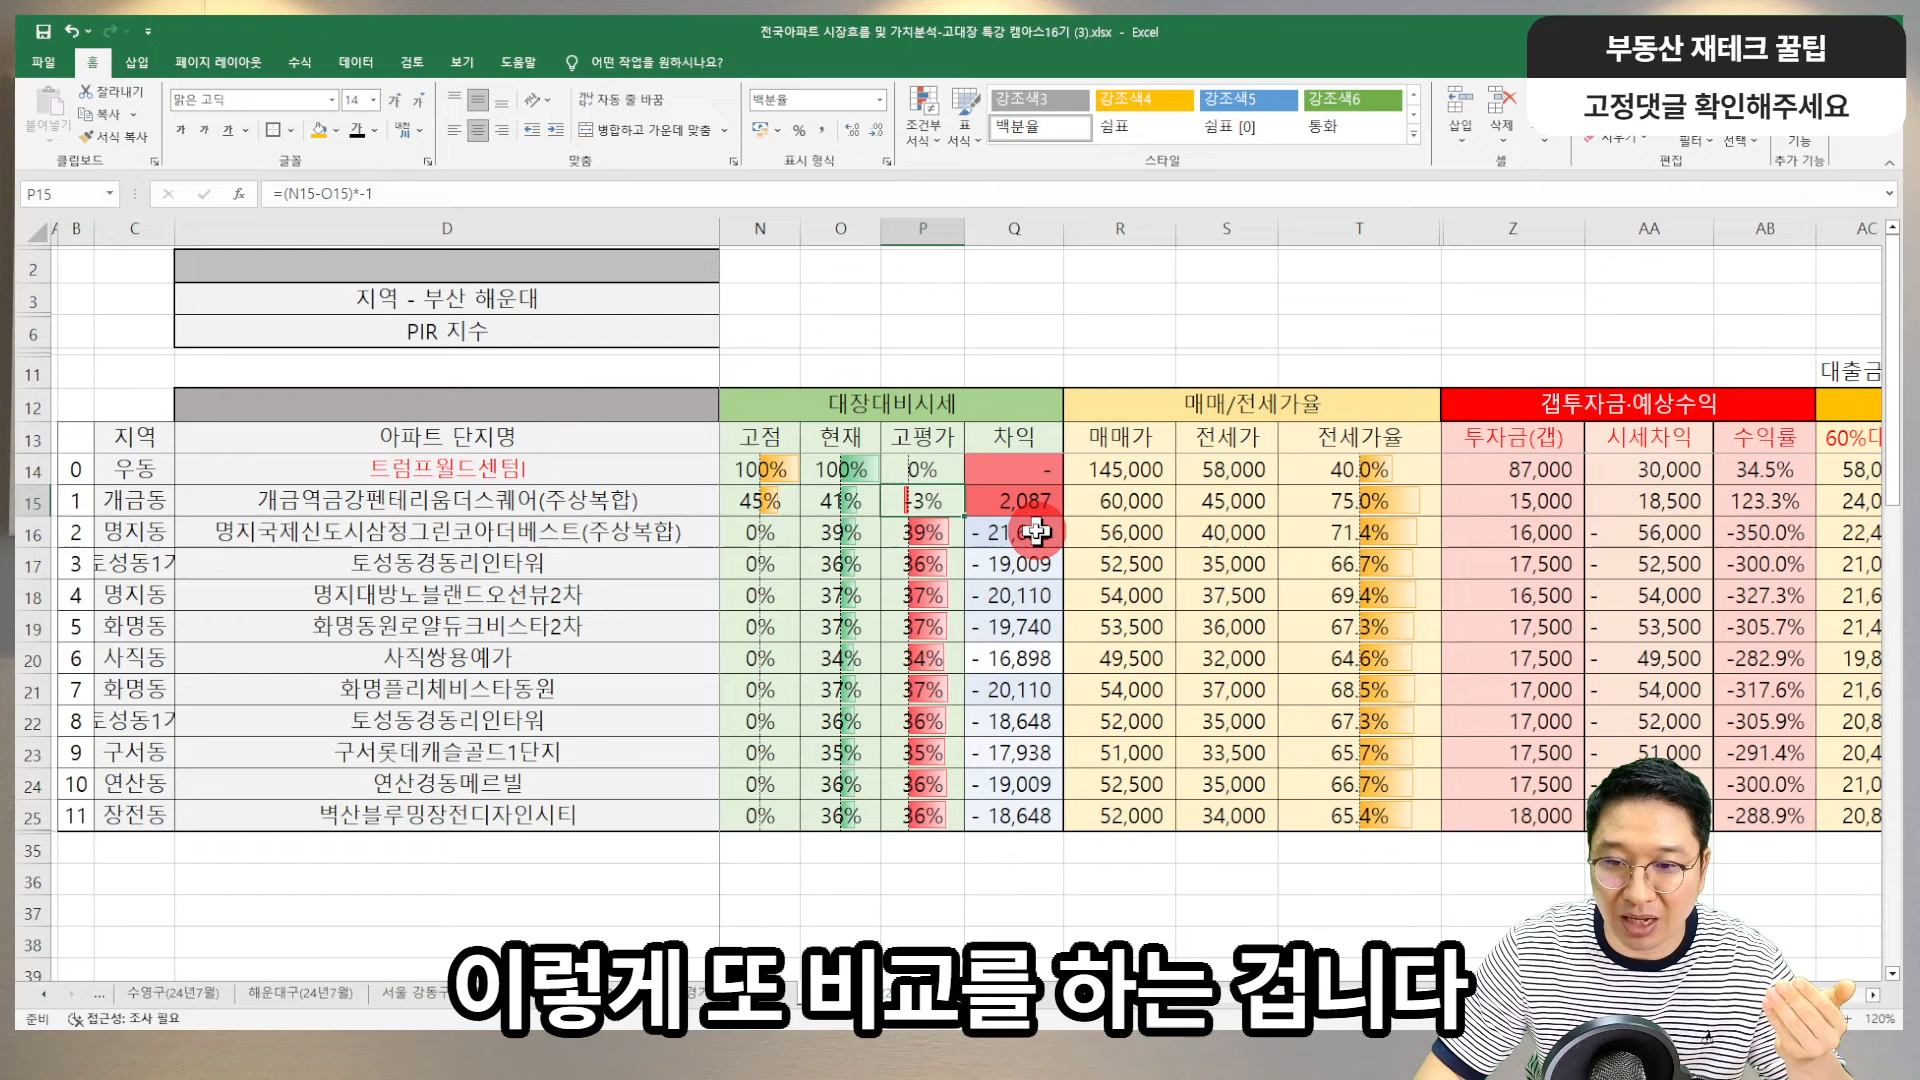 전국아파트 시장흐름 및 가치분석-고대장 특강 캠아스16기 (3).xlsx - Excel
부동산 재테크 꿀팁
고정댓글 확인해주세요
파일 홈 삽입 페이지 레이아웃 수식 데이터 검토 보기 도움말 어떤 작업을 원하시나요?
붙여넣기 잘라내기 복사 서식 복사
맑은 고딕 14 가 가 가 가 가
자동 줄 바꿈
병합하고 가운데 맞춤
백분율
조건부 서식 표 서식
강조색3 강조색4 강조색5 강조색6
백분율 쉼표 쉼표 [0] 통화
삽입 삭제
지우기 필터 선택 기능
클립보드 글꼴 맞춤 표시 형식 스타일 셀 편집 추가 기능
P15 fx =(N15-O15)*-1
B C D N O P Q R S T Z AA AB AC
2
3 지역 - 부산 해운대
6 PIR 지수
11 대출금
12 대장대비시세 매매/전세가율 갭투자금·예상수익
13 지역 아파트 단지명 고점 현재 고평가 차익 매매가 전세가 전세가율 투자금(갭) 시세차익 수익률 60%대
14 0 우동 트럼프월드센텀I 100% 100% 0% - 145,000 58,000 40.0% 87,000 30,000 34.5% 58,0
15 1 개금동 개금역금강펜테리움더스퀘어(주상복합) 45% 41% -3% 2,087 60,000 45,000 75.0% 15,000 18,500 123.3% 24,0
16 2 명지동 명지국제신도시삼정그린코아더베스트(주상복합) 0% 39% 39% 56,000 40,000 71.4% 16,000 - 56,000 -350.0% 22,4
17 3 토성동1가 토성동경동리인타워 0% 36% 36% - 19,009 52,500 35,000 66.7% 17,500 - 52,500 -300.0% 21,0
18 4 명지동 명지대방노블랜드오션뷰2차 0% 37% 37% - 20,110 54,000 37,500 69.4% 16,500 - 54,000 -327.3% 21,6
19 5 화명동 화명동원로얄듀크비스타2차 0% 37% 37% - 19,740 53,500 36,000 67.3% 17,500 - 53,500 -305.7% 21,4
20 6 사직동 사직쌍용예가 0% 34% 34% - 16,898 49,500 32,000 64.6% 17,500 - 49,500 -282.9% 19,8
21 7 화명동 화명플리체비스타동원 0% 37% 37% - 20,110 54,000 37,000 68.5% 17,000 - 54,000 -317.6% 21,6
22 8 토성동1가 토성동경동리인타워 0% 36% 36% - 18,648 52,000 35,000 67.3% 17,000 - 52,000 -305.9% 20,8
23 9 구서동 구서롯데캐슬골드1단지 0% 35% 35% - 17,938 51,000 33,500 65.7% 17,500 - 51,000 -291.4% 20,4
24 10 연산동 연산경동메르빌 0% 36% 36% - 19,009 52,500 35,000 66.7% 17,500 -300.0% 21,0
25 11 장전동 벽산블루밍장전디자인시티 0% 36% 36% - 18,648 52,000 34,000 65.4% 18,000 -288.9% 20,8
35
36
37
38
39
이렇게 또 비교를 하는 겁니다
... 수영구(24년7월) 해운대구(24년7월) 서울 강동구
준비 접근성: 조사 필요 120%